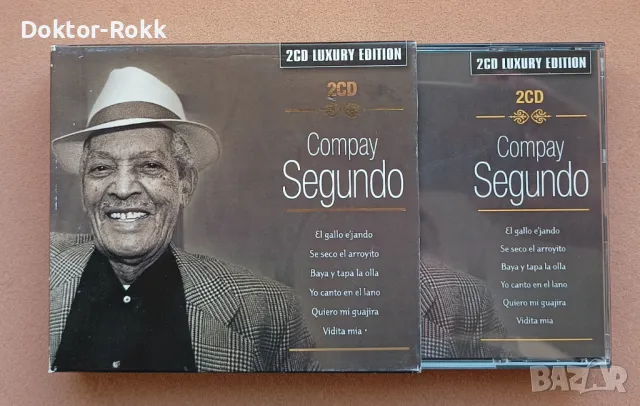 Doktor-Rokk
2CD LUXURY EDITION
2CD
Compay
Segundo
El gallo e'jando
Se seco el arroyito
Baya y tapa la olla
Yo canto en el lano
Quiero mi guajira
Vidita mia •
2CD LUXURY EDITION
2CD
Compay
Segundo
El gallo e'jando
Se seco el arroyito
Baya y tapa la olla
Yo canto en el lano
Quiero mi guajira
Vidita mia
BAZAR